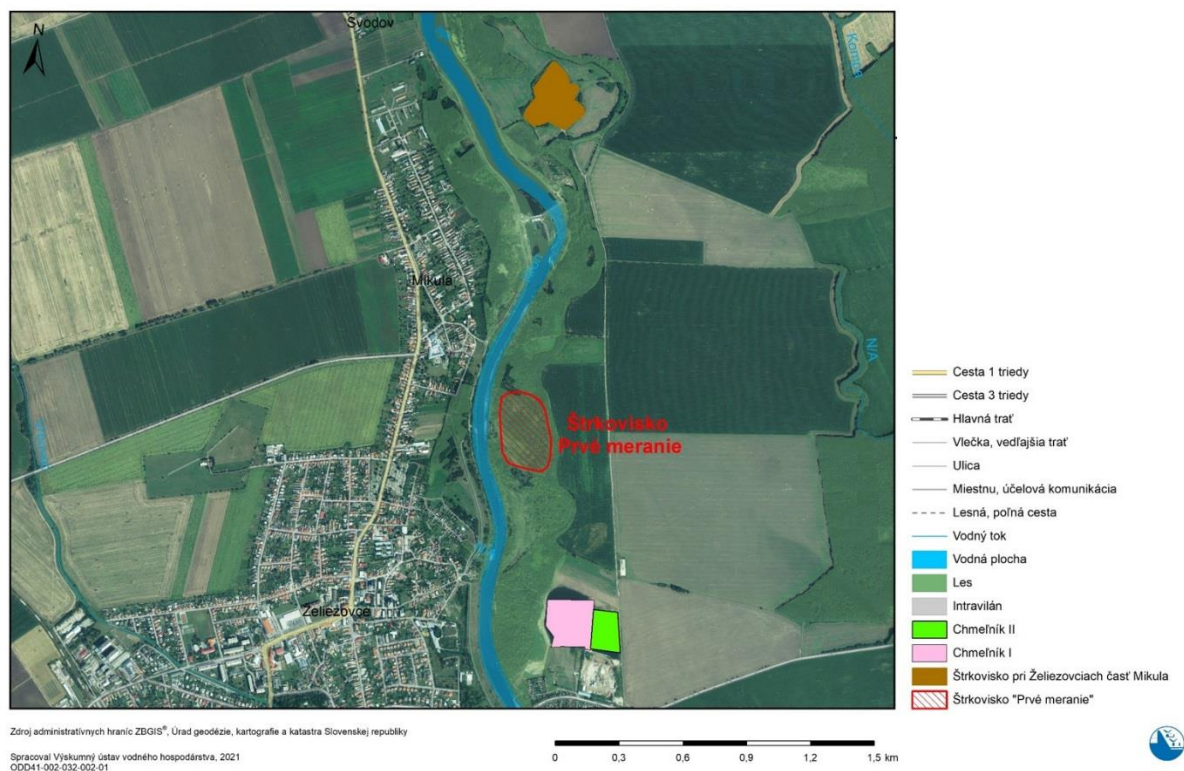 N
Svodov
Kamen
Mikula
N/A
Štrkovisko
Prvé meranie
Želiezovce
Cesta 1 triedy
Cesta 3 triedy
Hlavná trať
Vlečka, vedľajšia trať
Ulica
Miestnu, účelová komunikácia
Lesná, poľná cesta
Vodný tok
Vodná plocha
Les
Intravilán
Chmeľník II
Chmeľník I
Štrkovisko pri Želiezovciach časť Mikula
Štrkovisko "Prvé meranie"
Zdroj administratívnych hraníc ZBGIS®, Úrad geodézie, kartografie a katastra Slovenskej republiky
Spracoval Výskumný ústav vodného hospodárstva, 2021
ODD41-002-032-002-01
0 0,3 0,6 0,9 1,2 1,5 km